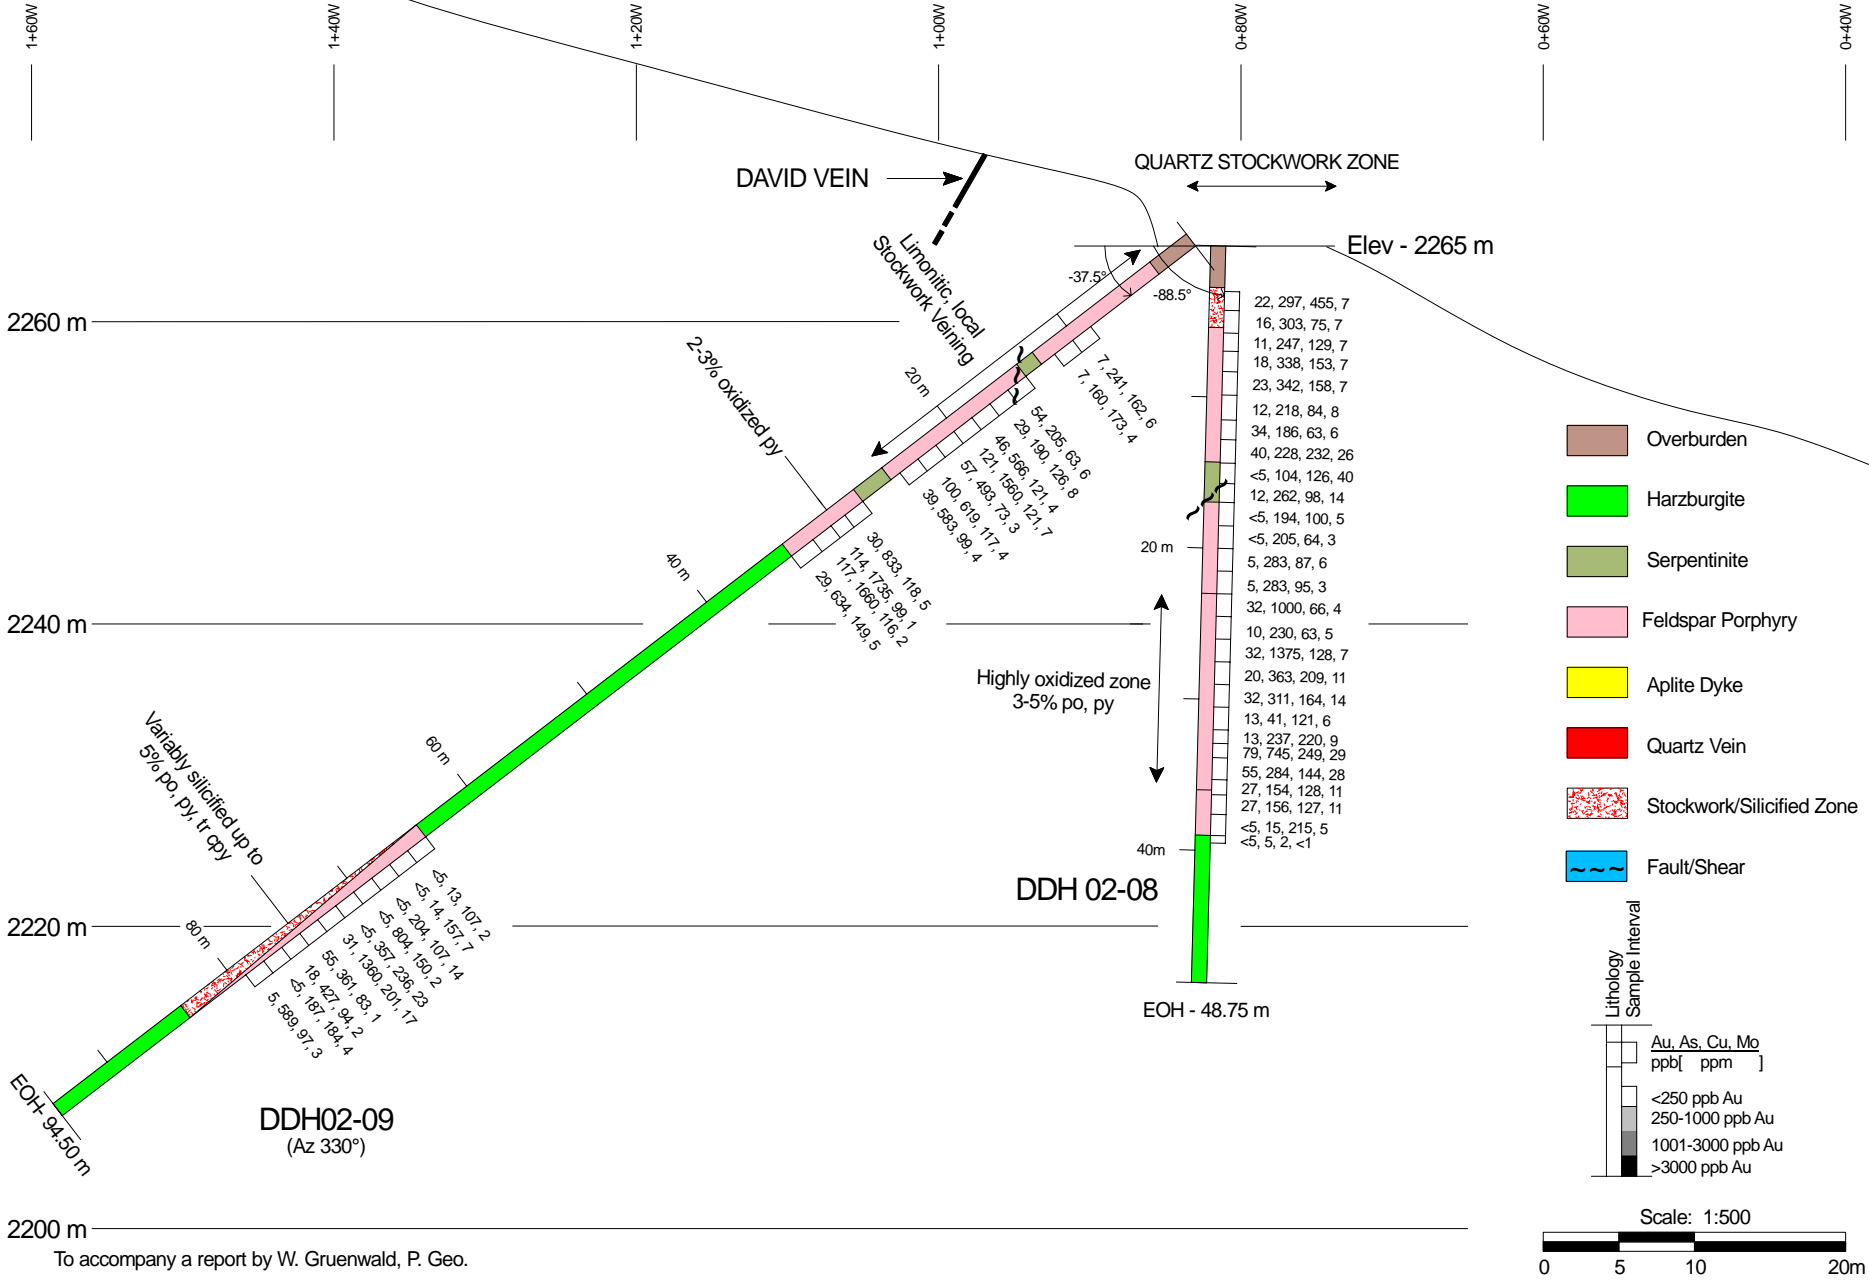 1+60W
1+40W
1+20W
1+00W
0+80W
0+60W
0+40W
DAVID VEIN
QUARTZ STOCKWORK ZONE
Elev - 2265 m
-37.5°
-88.5°
Limonitic, local
Stockwork Veining
2260 m
2240 m
2220 m
2200 m
2-3% oxidized py
20 m
40 m
60 m
80 m
7, 241, 162, 6
7, 160, 173, 4
54, 205, 63, 6
29, 190, 126, 8
46, 566, 121, 4
121, 1560, 121, 7
57, 493, 73, 3
100, 619, 117, 4
39, 583, 99, 4
30, 833, 118, 5
114, 1735, 99, 1
117, 1660, 116, 2
29, 634, 149, 5
Variably silicified up to
5% po, py, tr cpy
<5, 13, 107, 2
<5, 14, 157, 7
<5, 204, 107, 14
<5, 804, 150, 2
<5, 357, 236, 23
31, 1360, 201, 17
55, 361, 83, 1
18, 427, 94, 2
<5, 187, 184, 4
5, 589, 97, 3
EOH- 94.50 m
DDH02-09
(Az 330°)
22, 297, 455, 7
16, 303, 75, 7
11, 247, 129, 7
18, 338, 153, 7
23, 342, 158, 7
12, 218, 84, 8
34, 186, 63, 6
40, 228, 232, 26
<5, 104, 126, 40
12, 262, 98, 14
<5, 194, 100, 5
<5, 205, 64, 3
5, 283, 87, 6
5, 283, 95, 3
32, 1000, 66, 4
10, 230, 63, 5
32, 1375, 128, 7
20, 363, 209, 11
32, 311, 164, 14
13, 41, 121, 6
13, 237, 220, 9
79, 745, 249, 29
55, 284, 144, 28
27, 154, 128, 11
27, 156, 127, 11
<5, 15, 215, 5
<5, 5, 2, <1
20 m
40m
Highly oxidized zone
3-5% po, py
DDH 02-08
EOH - 48.75 m
Overburden
Harzburgite
Serpentinite
Feldspar Porphyry
Aplite Dyke
Quartz Vein
Stockwork/Silicified Zone
Fault/Shear
Lithology
Sample Interval
Au, As, Cu, Mo
ppb[ ppm ]
<250 ppb Au
250-1000 ppb Au
1001-3000 ppb Au
>3000 ppb Au
Scale: 1:500
0 5 10 20m
To accompany a report by W. Gruenwald, P. Geo.